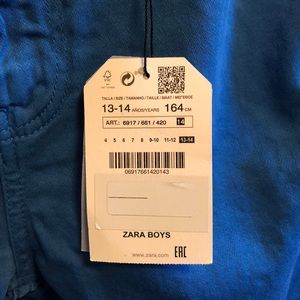 FSC
TALLA / SIZE / TAMANHO / TAILLE / MAAT / ΜΕΓΕΘΟΣ
13-14 AÑOS/YEARS 164 CM
ART.: 6917 / 661 / 420 14
4 5 6 7 8 9-10 11-12 13-14
06917661420143
ZARA BOYS
www.zara.com EAC